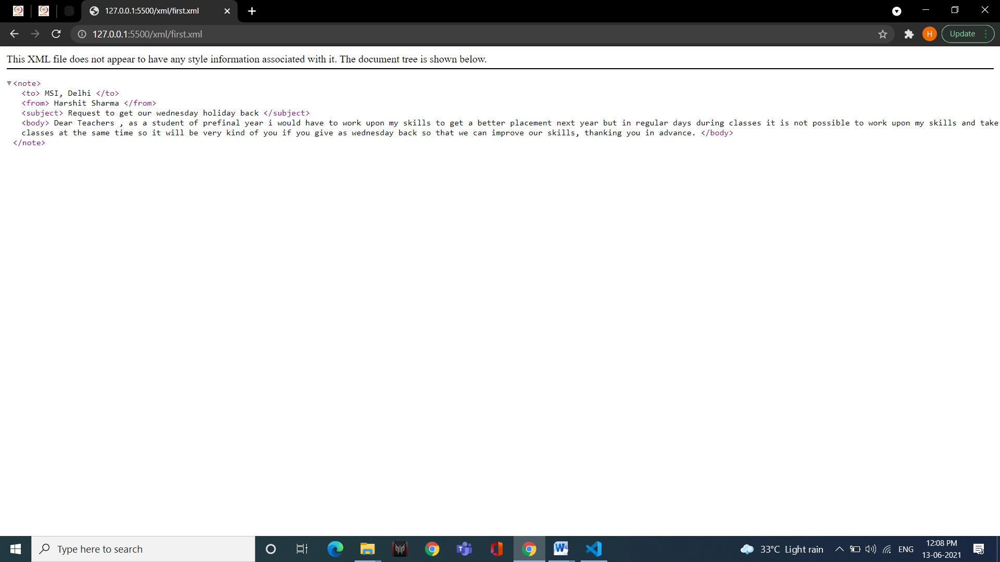 127.0.0.1:5500/xml/first.xml
127.0.0.1:5500/xml/first.xml
H
Update
This XML file does not appear to have any style information associated with it. The document tree is shown below.
<note>
<to> MSI, Delhi </to>
<from> Harshit Sharma </from>
<subject> Request to get our wednesday holiday back </subject>
<body> Dear Teachers , as a student of prefinal year i would have to work upon my skills to get a better placement next year but in regular days during classes it is not possible to work upon my skills and take
classes at the same time so it will be very kind of you if you give as wednesday back so that we can improve our skills, thanking you in advance. </body>
</note>
Type here to search
33°C Light rain
ENG
12:08 PM
13-06-2021